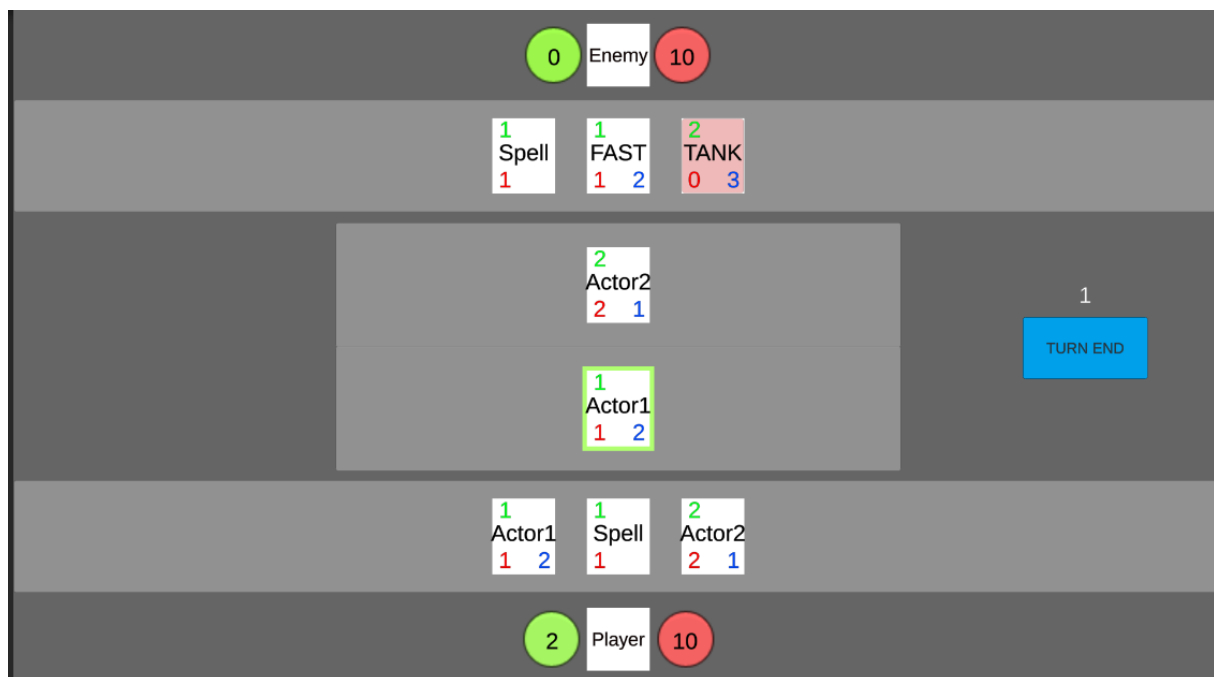 0 Enemy 10
1 1 2
Spell FAST TANK
1 1 2 0 3
2
Actor2
2 1
1
TURN END
1
Actor1
1 2
1 1 2
Actor1 Spell Actor2
1 2 1 2 1
2 Player 10